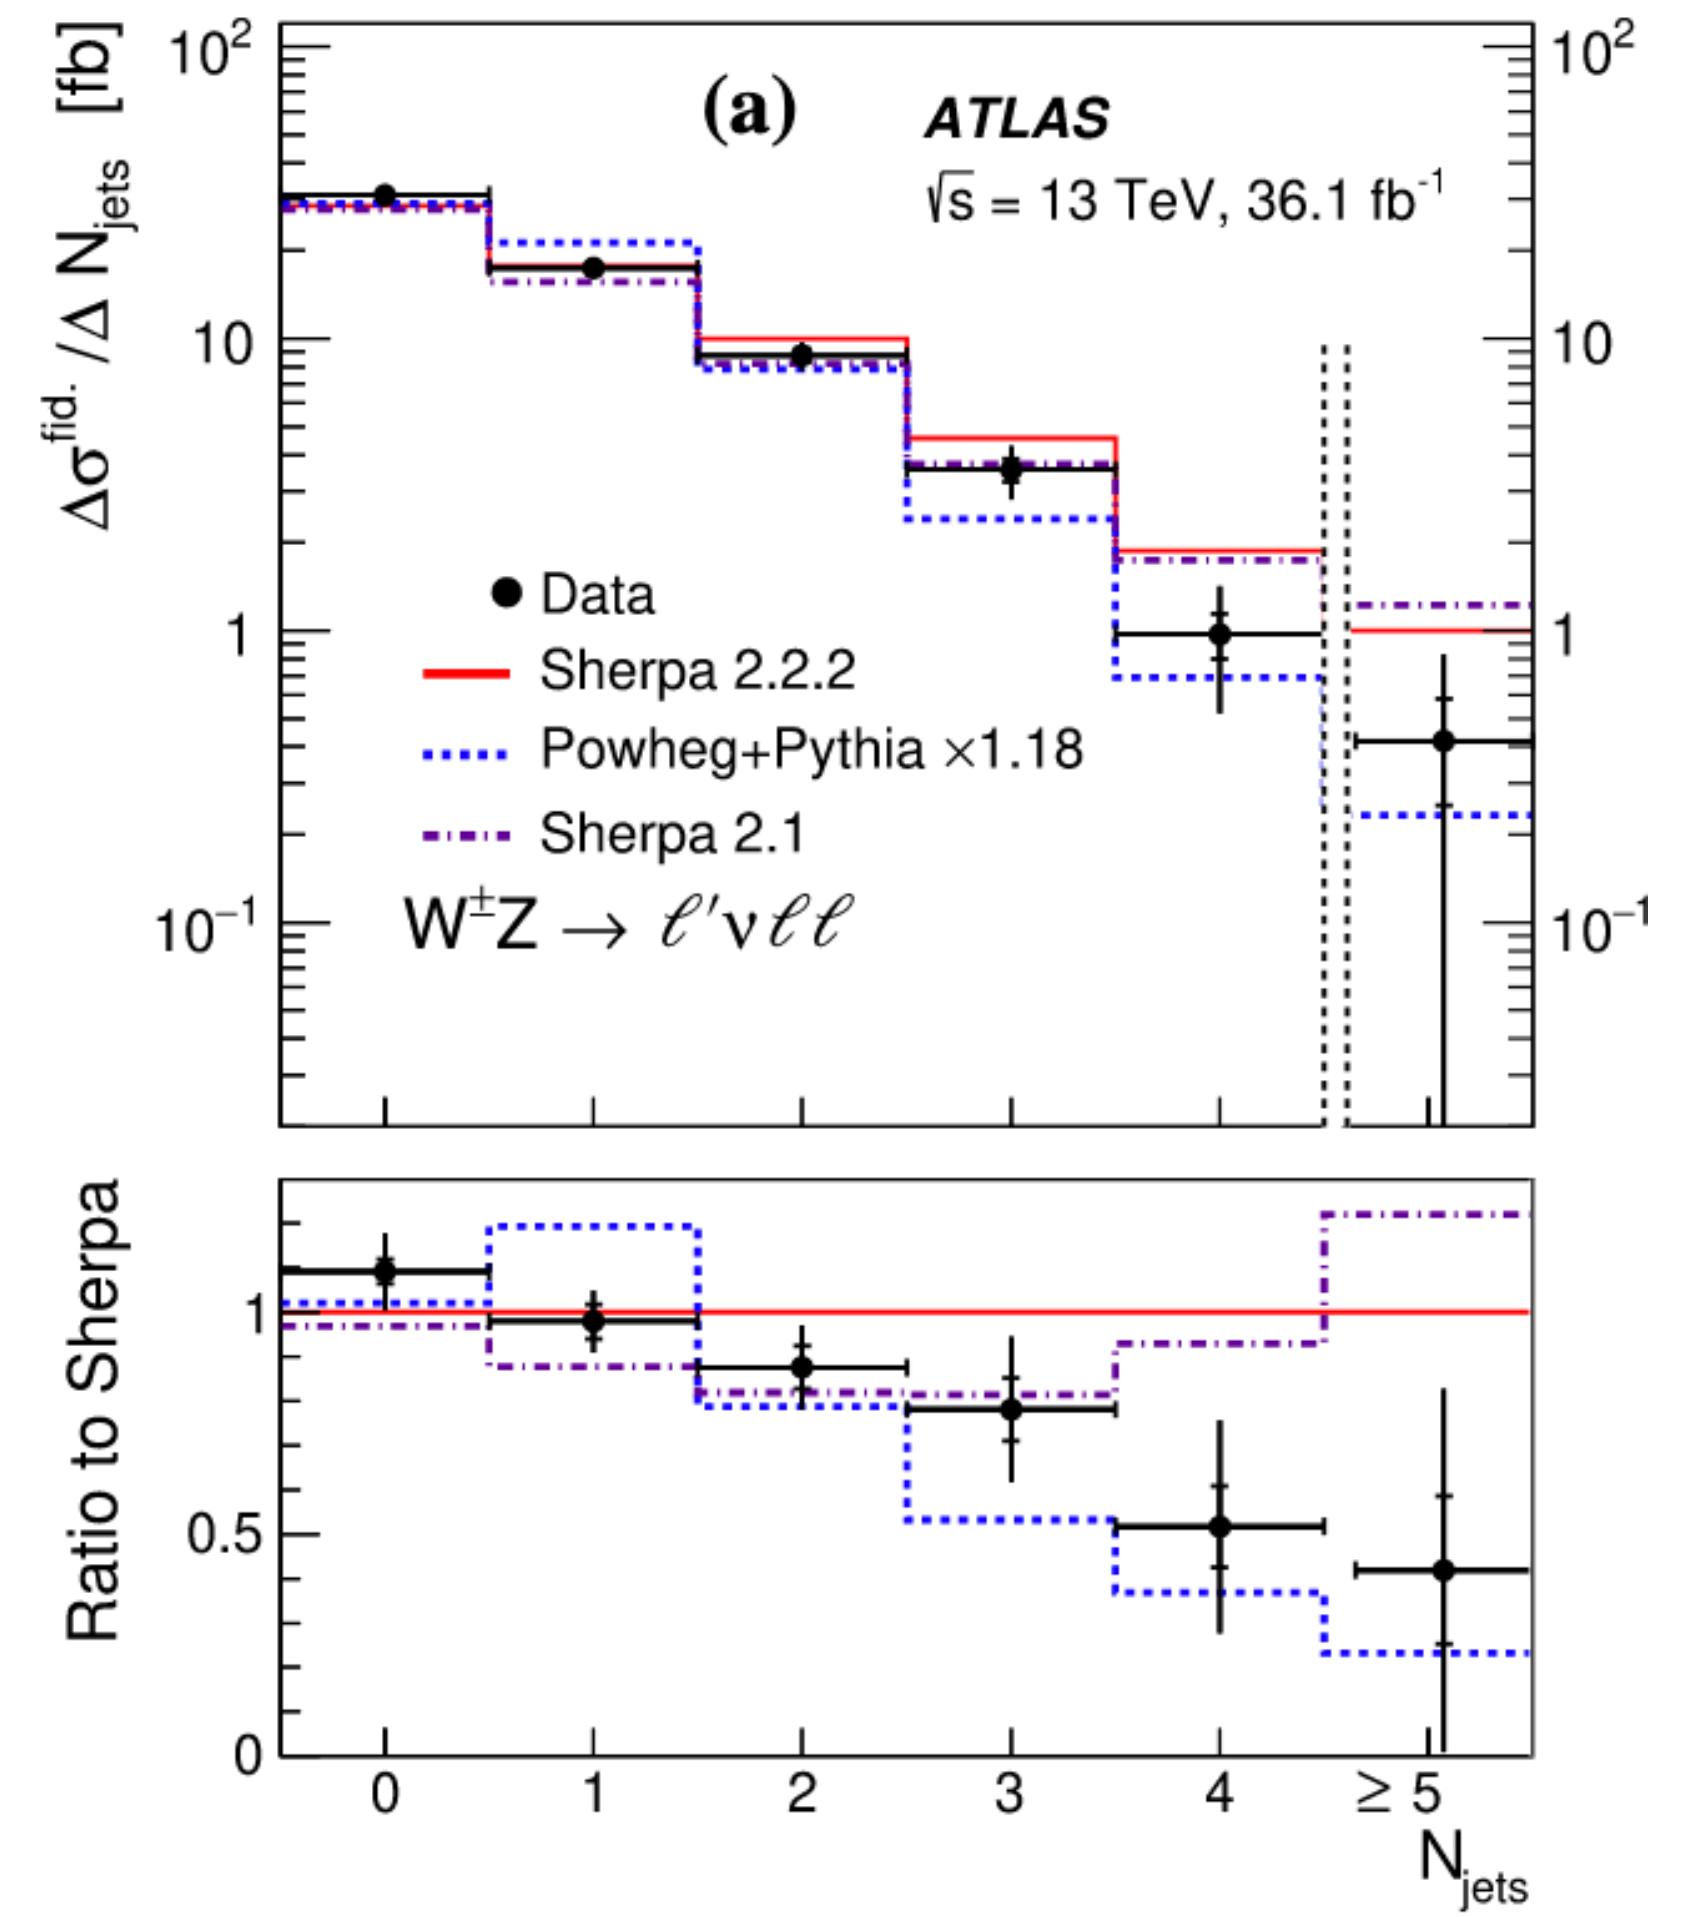 Δσ^fid. / Δ N_jets [fb]
10²
10
1
10⁻¹
(a)
ATLAS
√s = 13 TeV, 36.1 fb⁻¹
Data
Sherpa 2.2.2
Powheg+Pythia ×1.18
Sherpa 2.1
W±Z → ℓ′νℓℓ
10²
10
1
10⁻¹
Ratio to Sherpa
1
0.5
0
0 1 2 3 4 ≥ 5
N_jets